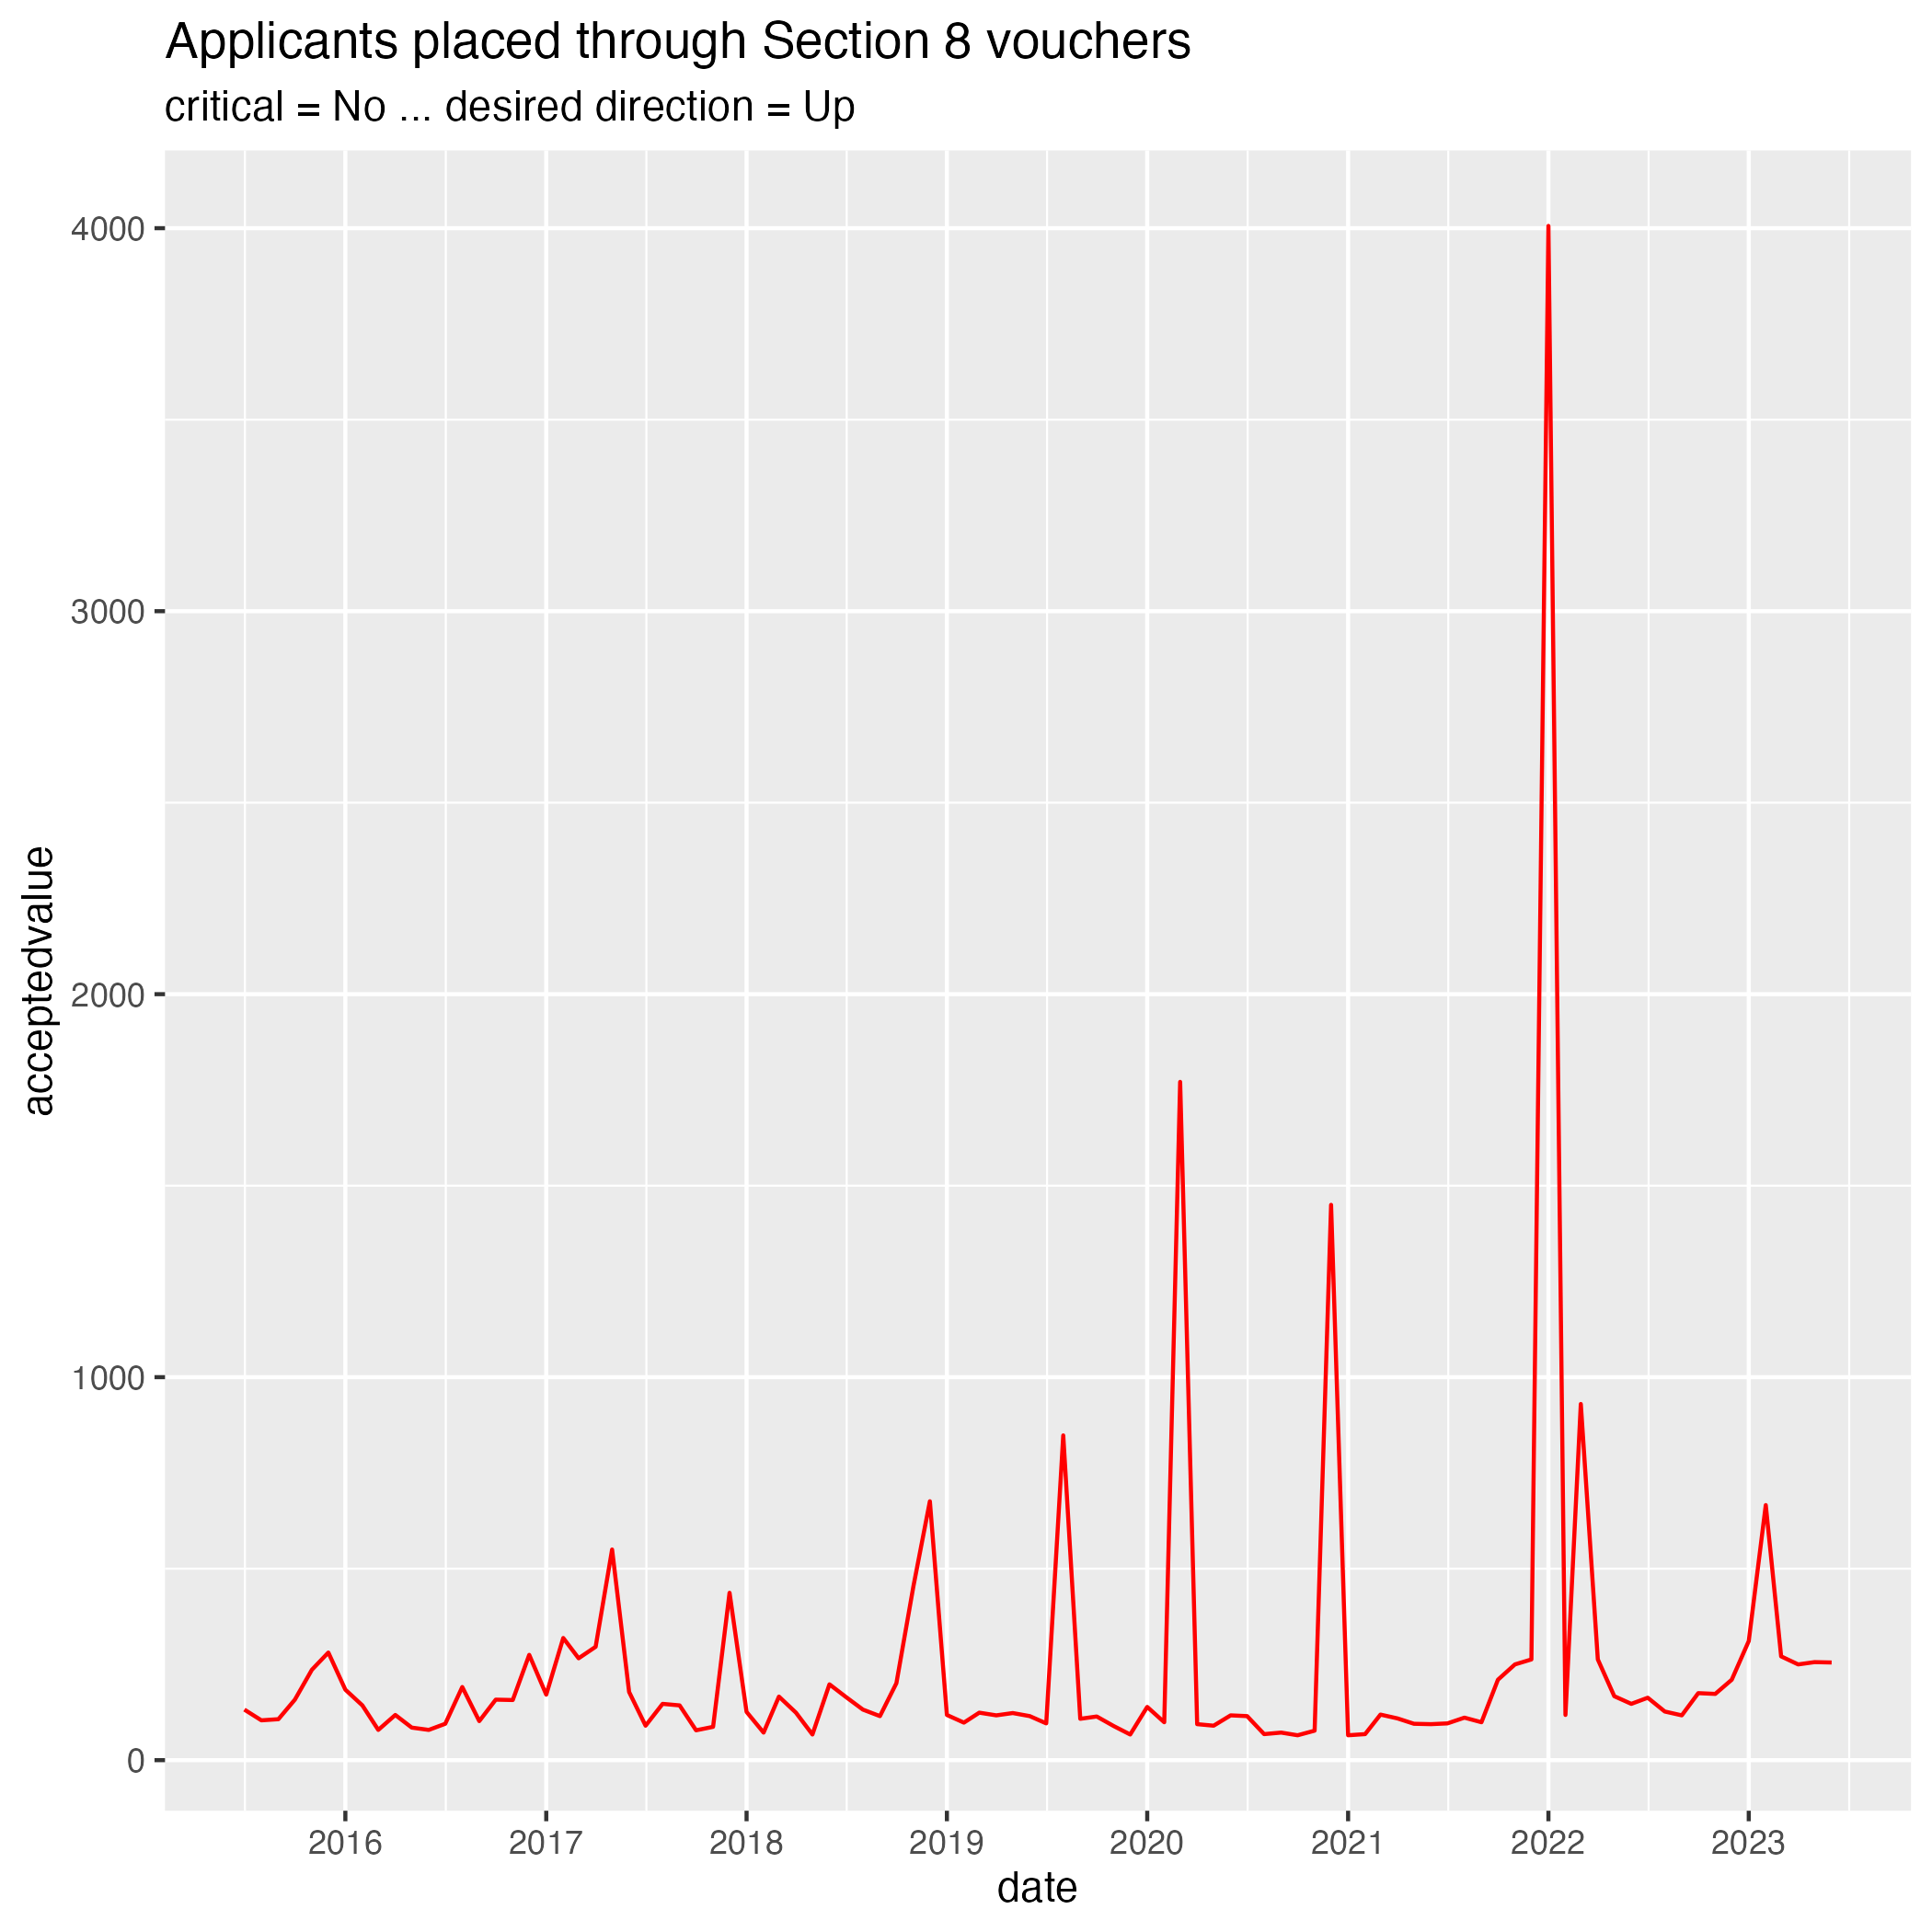 Applicants placed through Section 8 vouchers
critical = No ... desired direction = Up
4000
3000
2000
1000
0
acceptedvalue
2016 2017 2018 2019 2020 2021 2022 2023
date